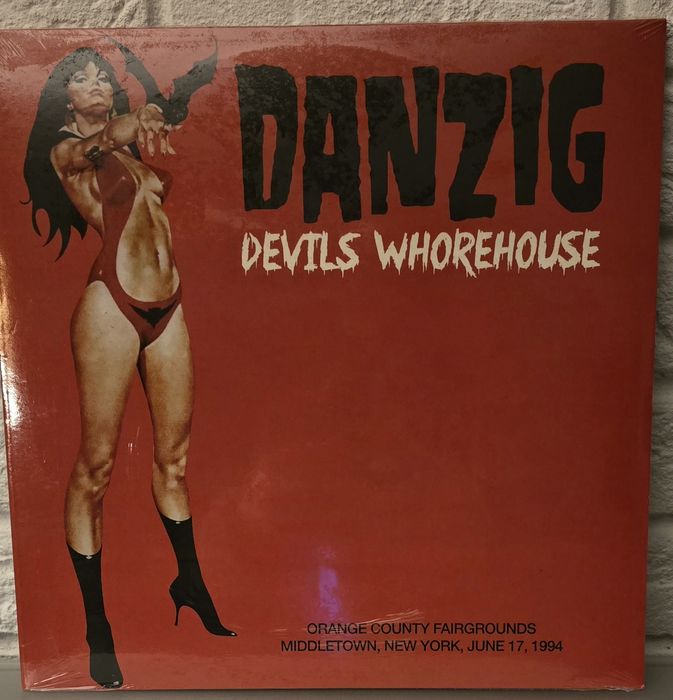 DANZIG
DEVILS WHOREHOUSE
ORANGE COUNTY FAIRGROUNDS
MIDDLETOWN, NEW YORK, JUNE 17, 1994